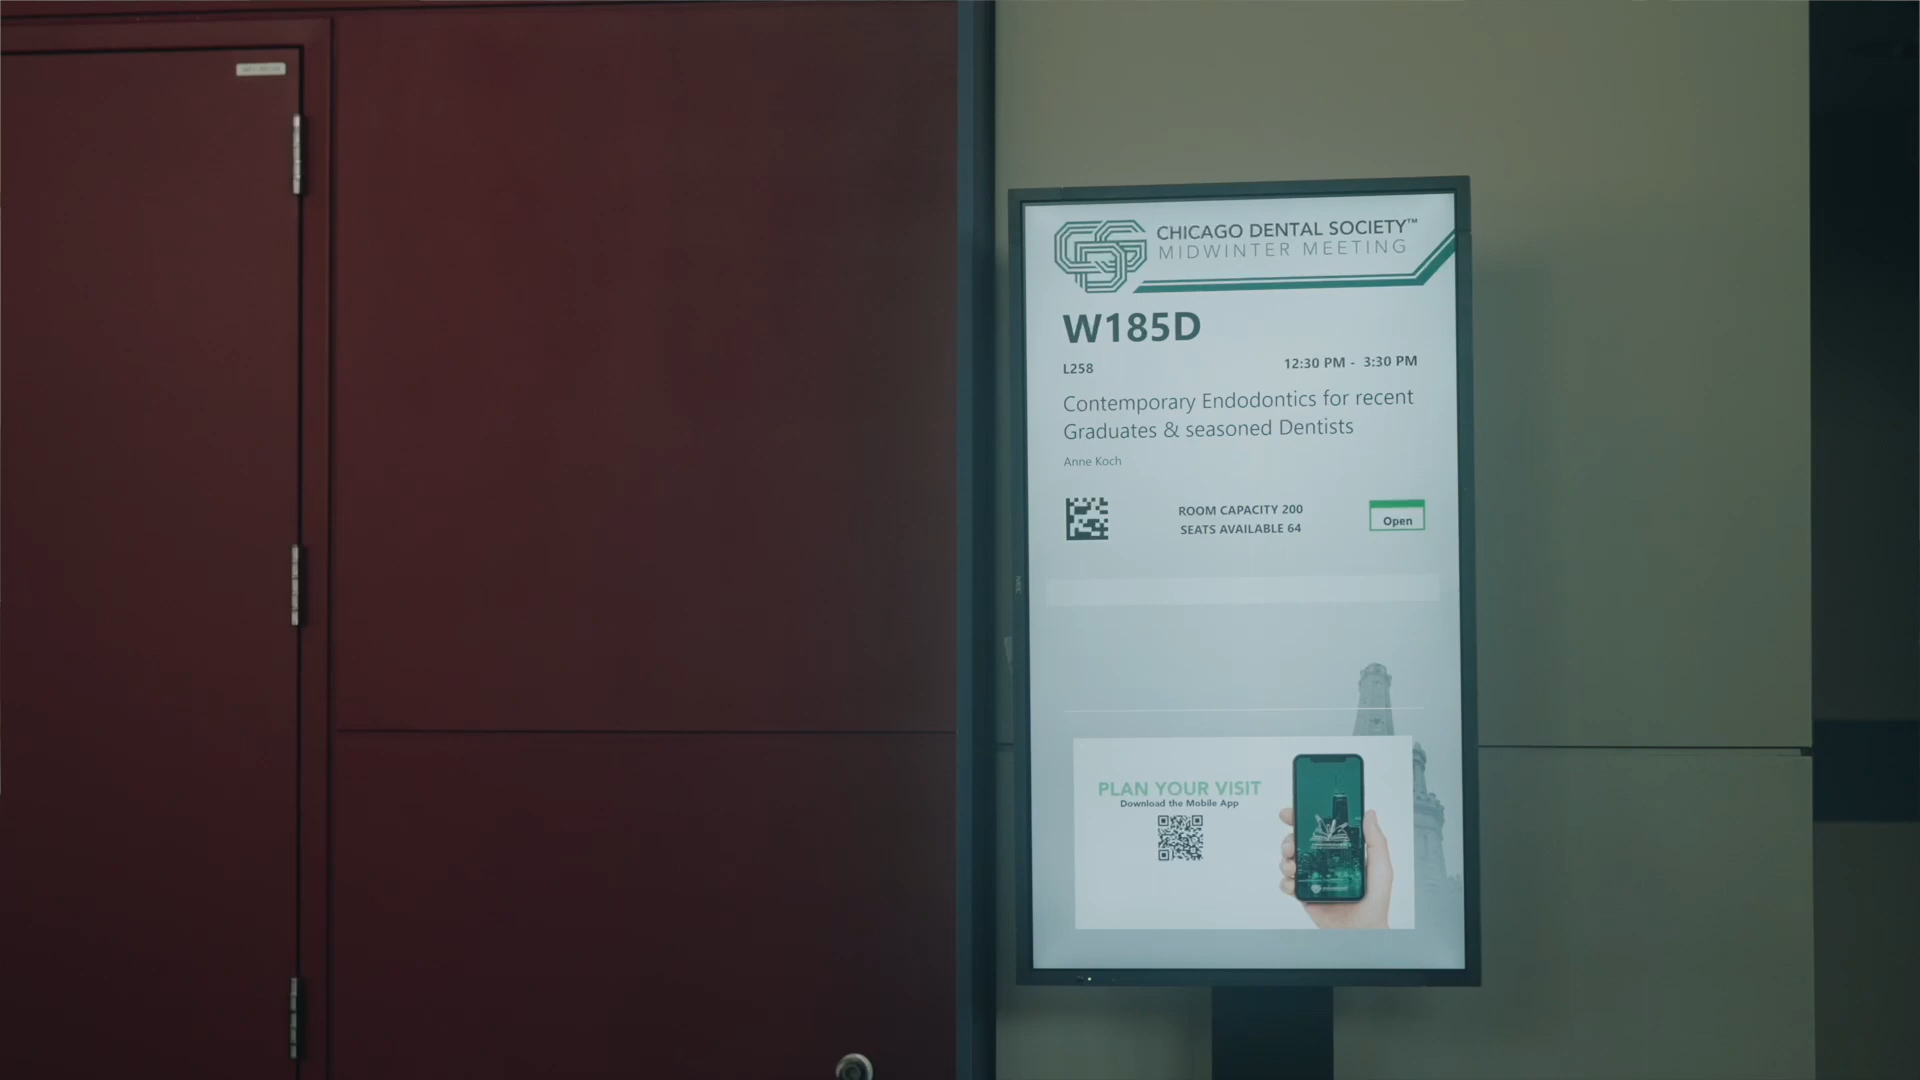 CHICAGO DENTAL SOCIETY™
MIDWINTER MEETING
W185D
L258
12:30 PM - 3:30 PM
Contemporary Endodontics for recent
Graduates & seasoned Dentists
Anne Koch
ROOM CAPACITY 200
SEATS AVAILABLE 64
Open
PLAN YOUR VISIT
Download the Mobile App
NEC